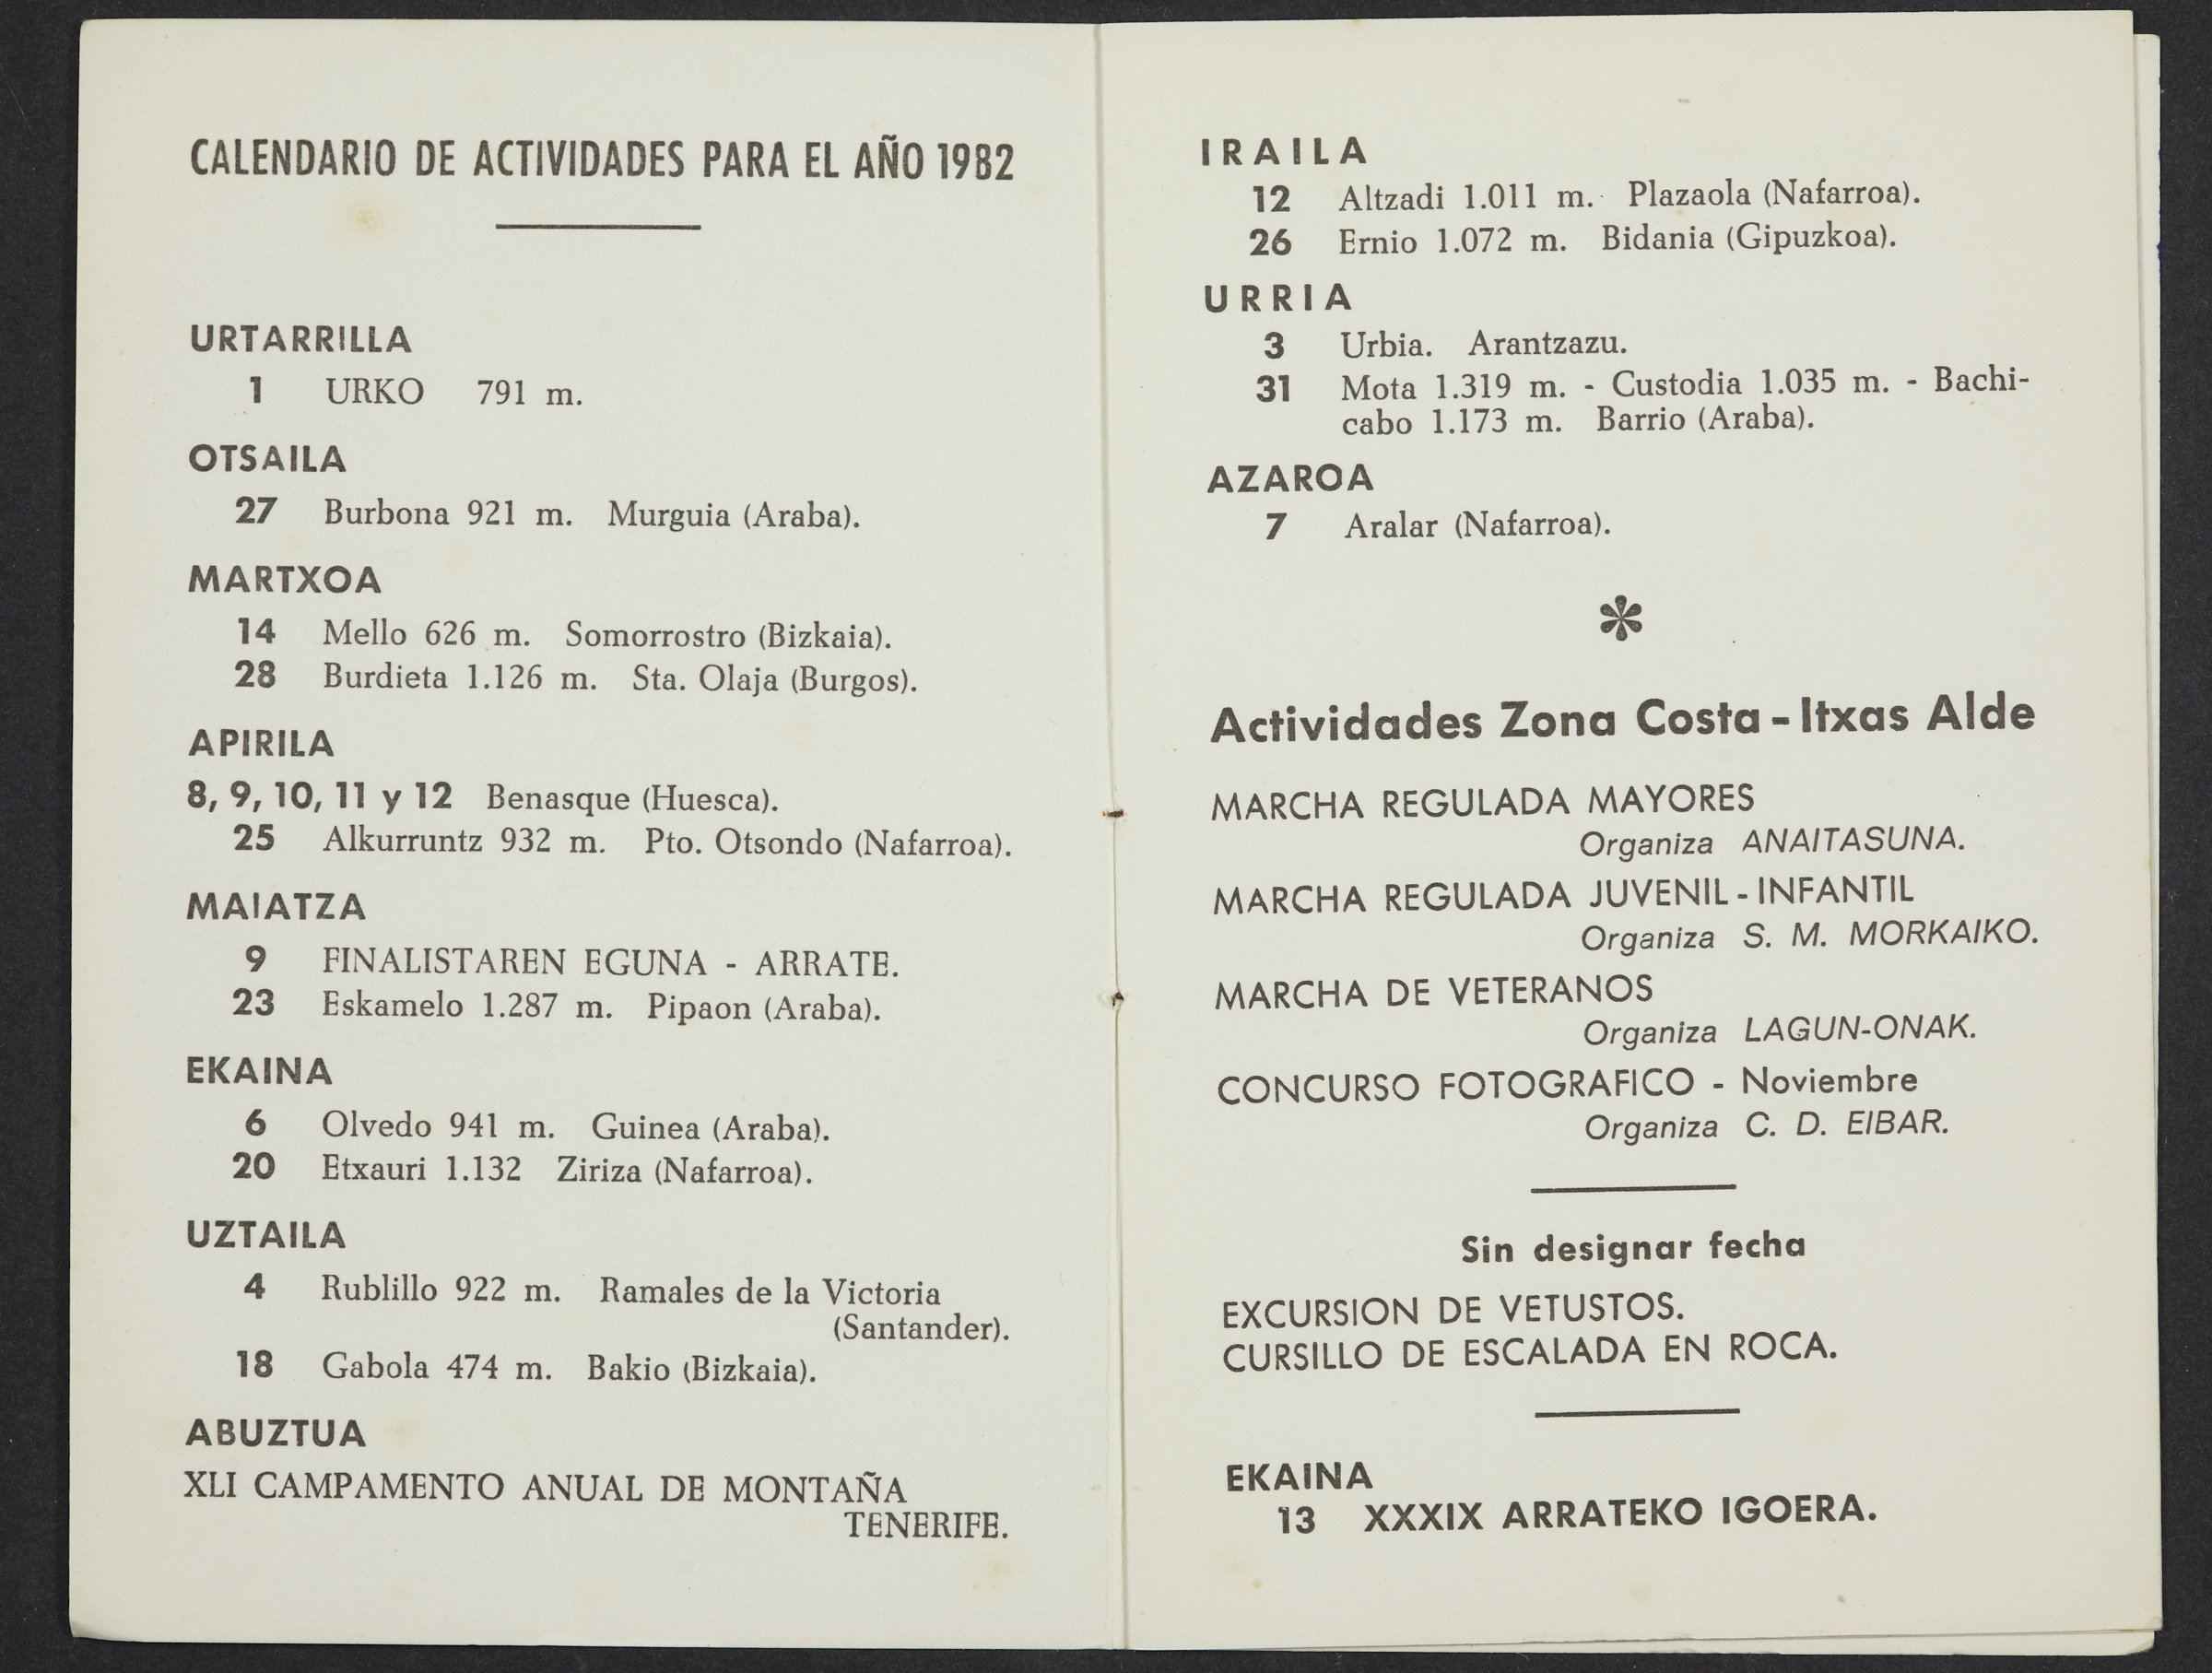 CALENDARIO DE ACTIVIDADES PARA EL AÑO 1982
URTARRILLA
1 URKO 791 m.
OTSAILA
27 Burbona 921 m. Murguia (Araba).
MARTXOA
14 Mello 626 m. Somorrostro (Bizkaia).
28 Burdieta 1.126 m. Sta. Olaja (Burgos).
APIRILA
8, 9, 10, 11 y 12 Benasque (Huesca).
25 Alkurruntz 932 m. Pto. Otsondo (Nafarroa).
MAIATZA
9 FINALISTAREN EGUNA - ARRATE.
23 Eskamelo 1.287 m. Pipaon (Araba).
EKAINA
6 Olvedo 941 m. Guinea (Araba).
20 Etxauri 1.132 Ziriza (Nafarroa).
UZTAILA
4 Rublillo 922 m. Ramales de la Victoria
(Santander).
18 Gabola 474 m. Bakio (Bizkaia).
ABUZTUA
XLI CAMPAMENTO ANUAL DE MONTAÑA
TENERIFE.
IRAILA
12 Altzadi 1.011 m. Plazaola (Nafarroa).
26 Ernio 1.072 m. Bidania (Gipuzkoa).
URRIA
3 Urbia. Arantzazu.
31 Mota 1.319 m. - Custodia 1.035 m. - Bachi-
cabo 1.173 m. Barrio (Araba).
AZAROA
7 Aralar (Nafarroa).
*
Actividades Zona Costa - Itxas Alde
MARCHA REGULADA MAYORES
Organiza ANAITASUNA.
MARCHA REGULADA JUVENIL - INFANTIL
Organiza S. M. MORKAIKO.
MARCHA DE VETERANOS
Organiza LAGUN-ONAK.
CONCURSO FOTOGRAFICO - Noviembre
Organiza C. D. EIBAR.
Sin designar fecha
EXCURSION DE VETUSTOS.
CURSILLO DE ESCALADA EN ROCA.
EKAINA
13 XXXIX ARRATEKO IGOERA.